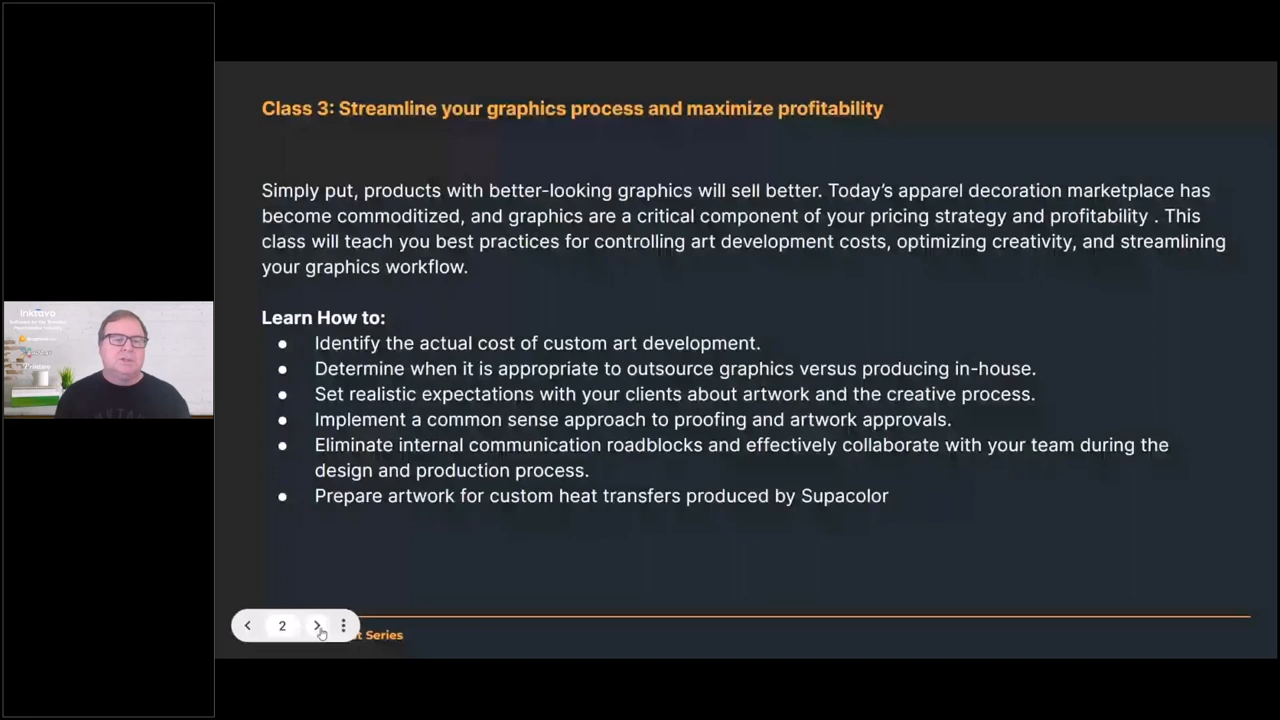 Class 3: Streamline your graphics process and maximize profitability
Simply put, products with better-looking graphics will sell better. Today’s apparel decoration marketplace has
become commoditized, and graphics are a critical component of your pricing strategy and profitability . This
class will teach you best practices for controlling art development costs, optimizing creativity, and streamlining
your graphics workflow.
Learn How to:
● Identify the actual cost of custom art development.
● Determine when it is appropriate to outsource graphics versus producing in-house.
● Set realistic expectations with your clients about artwork and the creative process.
● Implement a common sense approach to proofing and artwork approvals.
● Eliminate internal communication roadblocks and effectively collaborate with your team during the
design and production process.
● Prepare artwork for custom heat transfers produced by Supacolor
Inktavo
Printavo
2
Series